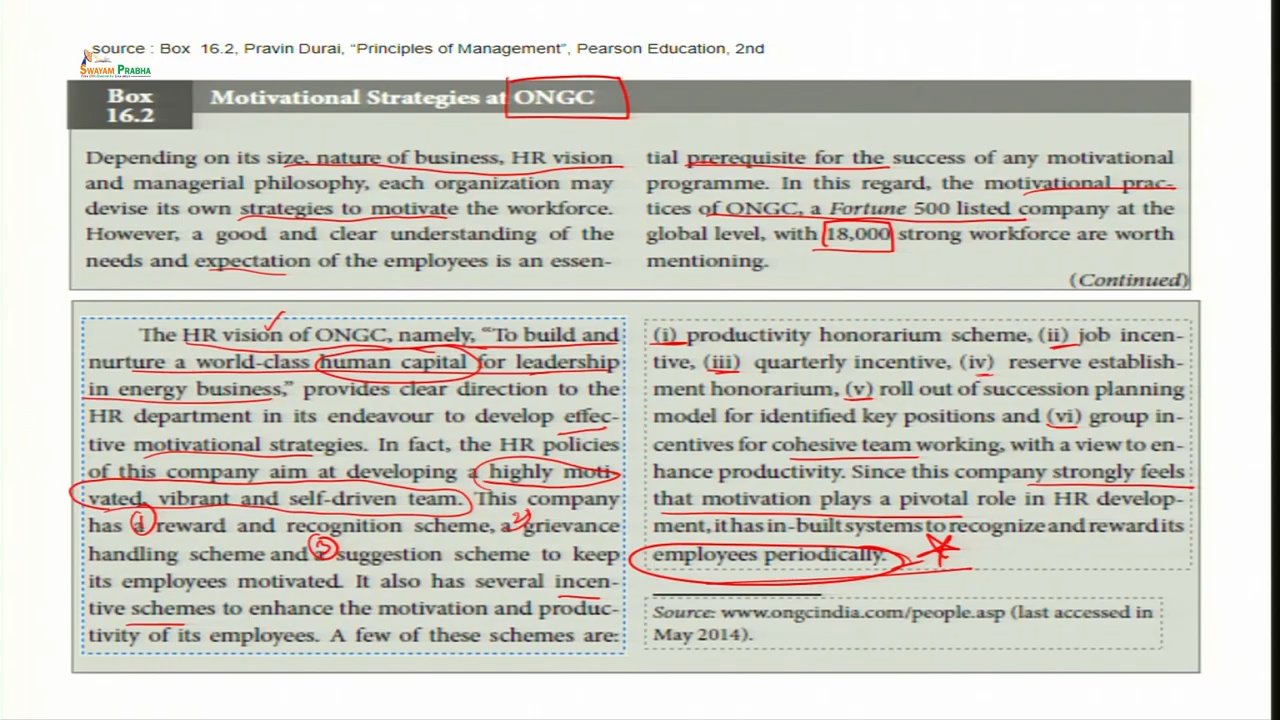 source : Box 16.2, Pravin Durai, “Principles of Management”, Pearson Education, 2nd
SWAYAM PRABHA
Box
16.2
Motivational Strategies at ONGC
Depending on its size, nature of business, HR vision
and managerial philosophy, each organization may
devise its own strategies to motivate the workforce.
However, a good and clear understanding of the
needs and expectation of the employees is an essen-
tial prerequisite for the success of any motivational
programme. In this regard, the motivational prac-
tices of ONGC, a Fortune 500 listed company at the
global level, with 18,000 strong workforce are worth
mentioning.
(Continued)
The HR vision of ONGC, namely, “To build and
nurture a world-class human capital for leadership
in energy business,” provides clear direction to the
HR department in its endeavour to develop effec-
tive motivational strategies. In fact, the HR policies
of this company aim at developing a highly moti-
vated, vibrant and self-driven team. This company
has 1 reward and recognition scheme, a 2 grievance
handling scheme and 3 suggestion scheme to keep
its employees motivated. It also has several incen-
tive schemes to enhance the motivation and produc-
tivity of its employees. A few of these schemes are:
(i) productivity honorarium scheme, (ii) job incen-
tive, (iii) quarterly incentive, (iv) reserve establish-
ment honorarium, (v) roll out of succession planning
model for identified key positions and (vi) group in-
centives for cohesive team working, with a view to en-
hance productivity. Since this company strongly feels
that motivation plays a pivotal role in HR develop-
ment, it has in-built systems to recognize and reward its
employees periodically.
Source: www.ongcindia.com/people.asp (last accessed in
May 2014).